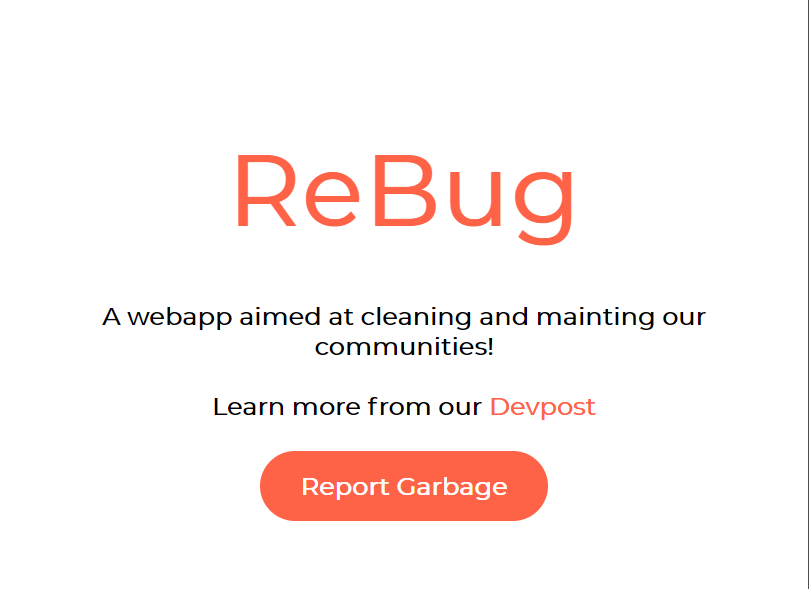 ReBug
A webapp aimed at cleaning and mainting our
communities!
Learn more from our Devpost
Report Garbage